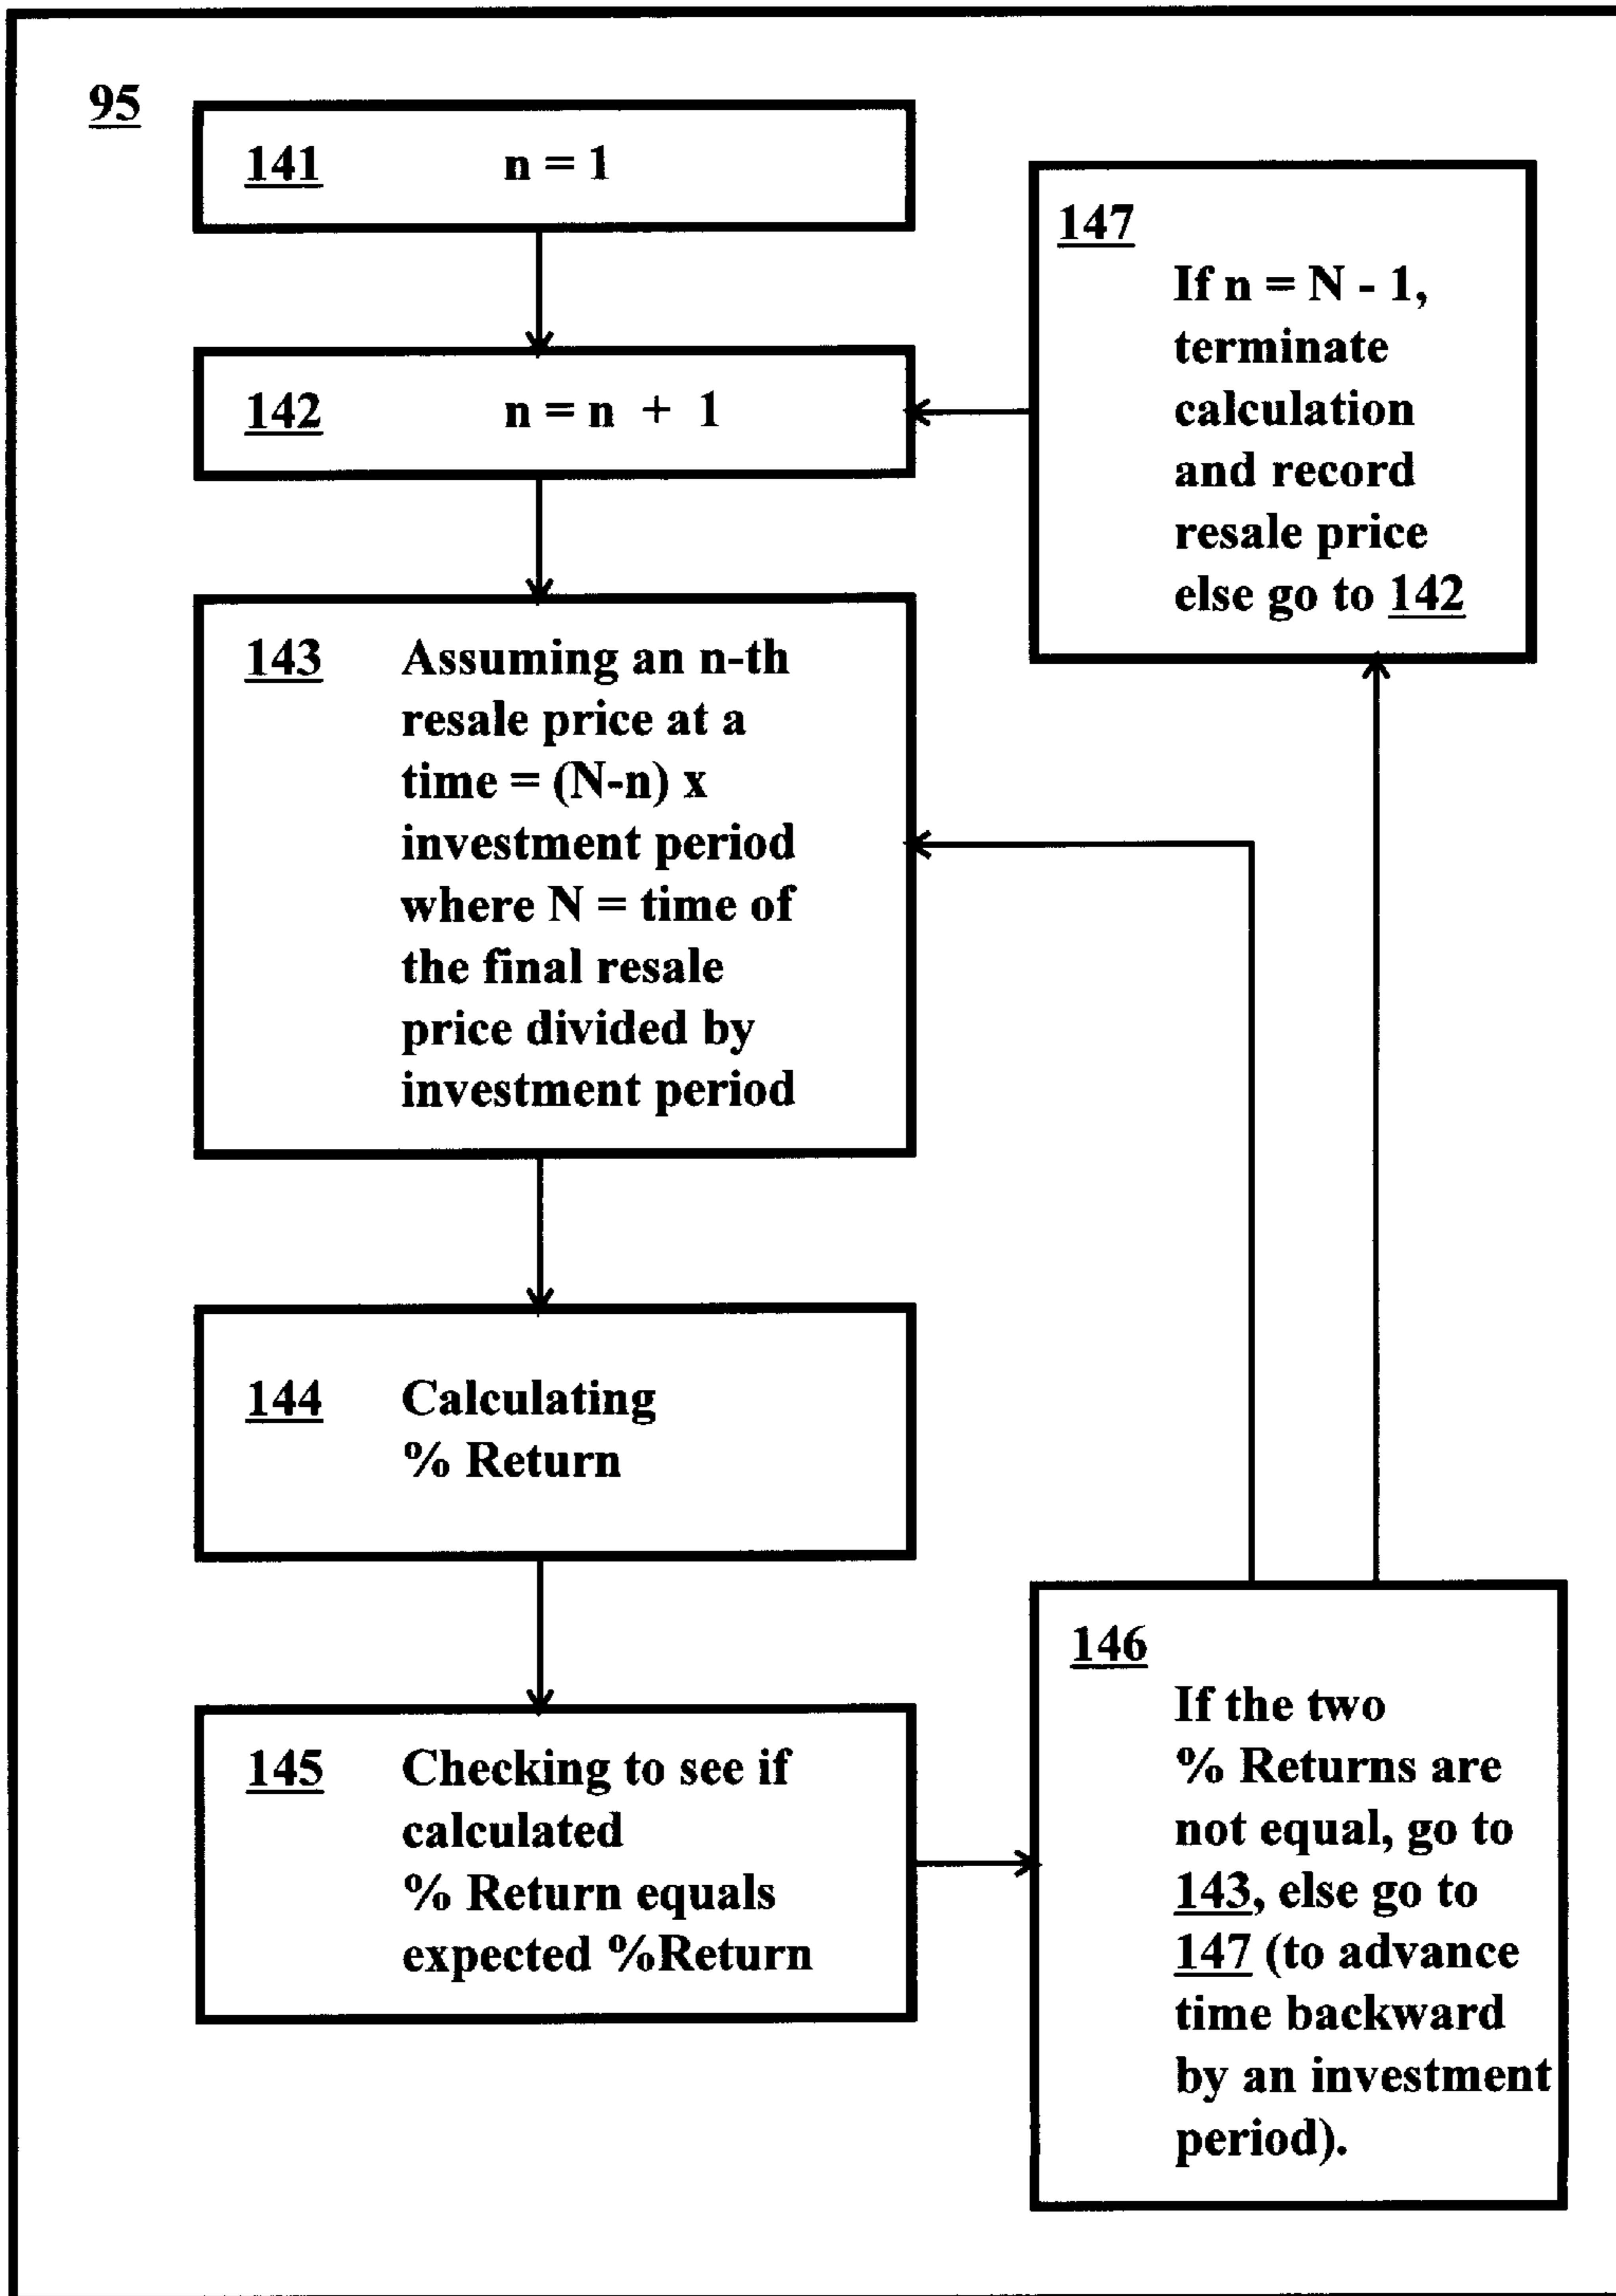 95
141 n = 1
142 n = n + 1
143 Assuming an n-th
resale price at a
time = (N-n) x
investment period
where N = time of
the final resale
price divided by
investment period
144 Calculating
% Return
145 Checking to see if
calculated
% Return equals
expected %Return
146
If the two
% Returns are
not equal, go to
143, else go to
147 (to advance
time backward
by an investment
period).
147
If n = N - 1,
terminate
calculation
and record
resale price
else go to 142